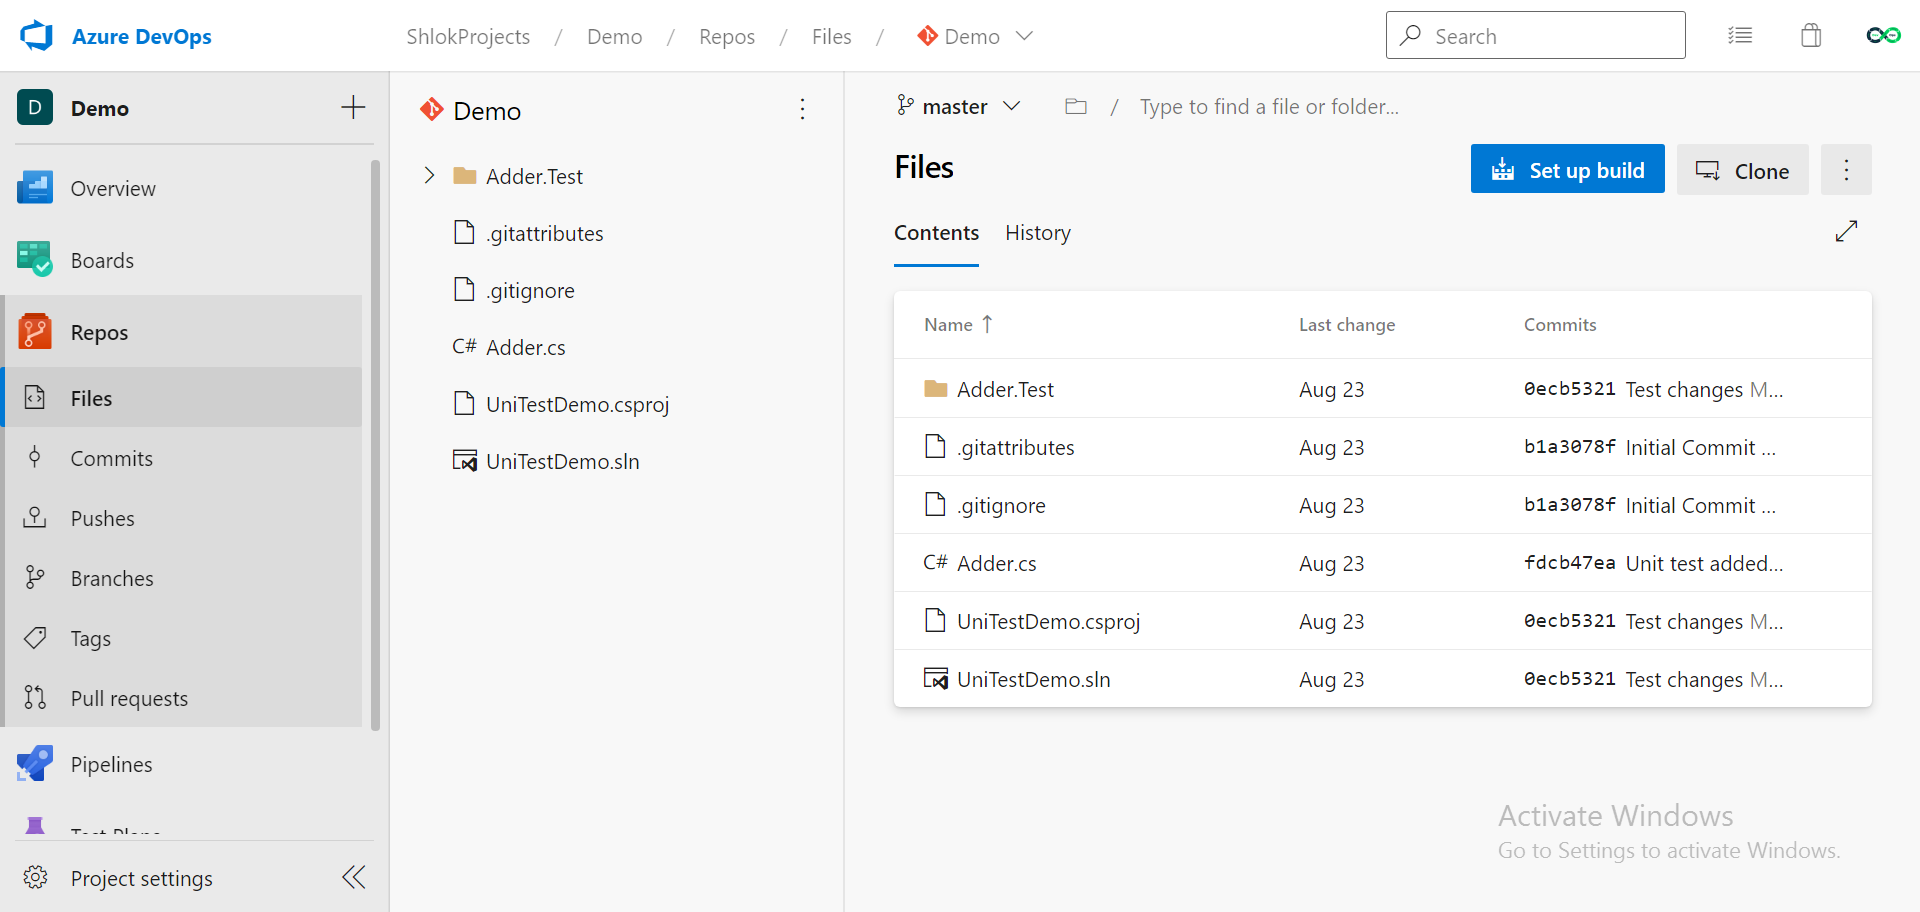 Azure DevOps
ShlokProjects / Demo / Repos / Files / Demo
Search
D Demo
Overview
Boards
Repos
Files
Commits
Pushes
Branches
Tags
Pull requests
Pipelines
Test Plans
Project settings
Demo
Adder.Test
.gitattributes
.gitignore
C# Adder.cs
UniTestDemo.csproj
UniTestDemo.sln
master / Type to find a file or folder...
Files
Set up build
Clone
Contents History
Name Last change Commits
Adder.Test Aug 23 0ecb5321 Test changes M...
.gitattributes Aug 23 b1a3078f Initial Commit ...
.gitignore Aug 23 b1a3078f Initial Commit ...
C# Adder.cs Aug 23 fdcb47ea Unit test added...
UniTestDemo.csproj Aug 23 0ecb5321 Test changes M...
UniTestDemo.sln Aug 23 0ecb5321 Test changes M...
Activate Windows
Go to Settings to activate Windows.